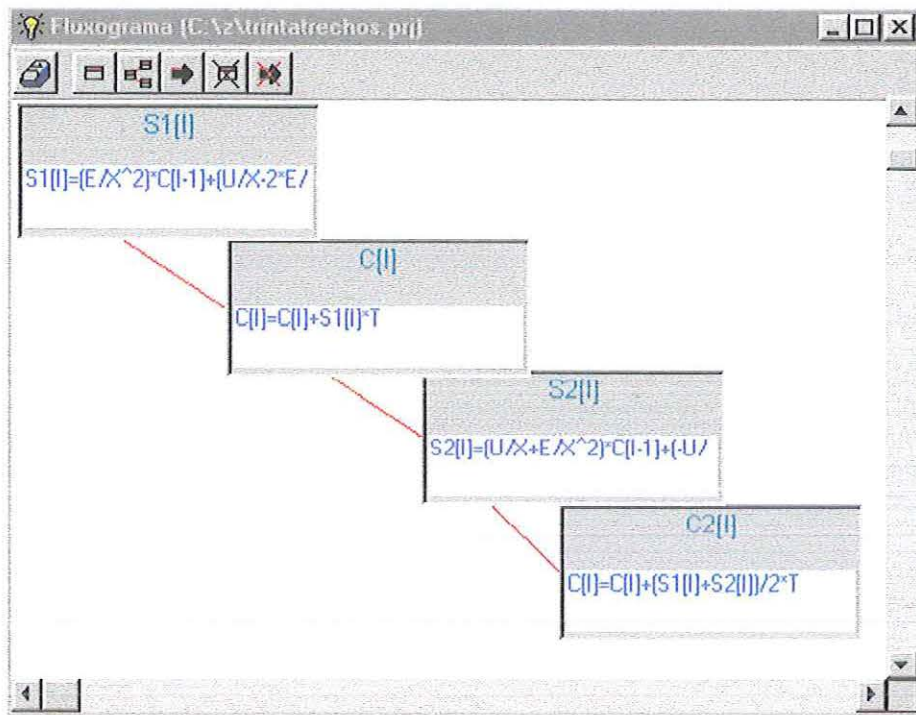 Fluxograma [C:\z\trintatrechos.prj]
S1[I]
S1[I]=(E/X^2)*C[I-1]+(U/X-2*E/
C[I]
C[I]=C[I]+S1[I]*T
S2[I]
S2[I]=(U/X+E/X^2)*C[I-1]+(-U/
C2[I]
C[I]=C[I]+(S1[I]+S2[I])/2*T